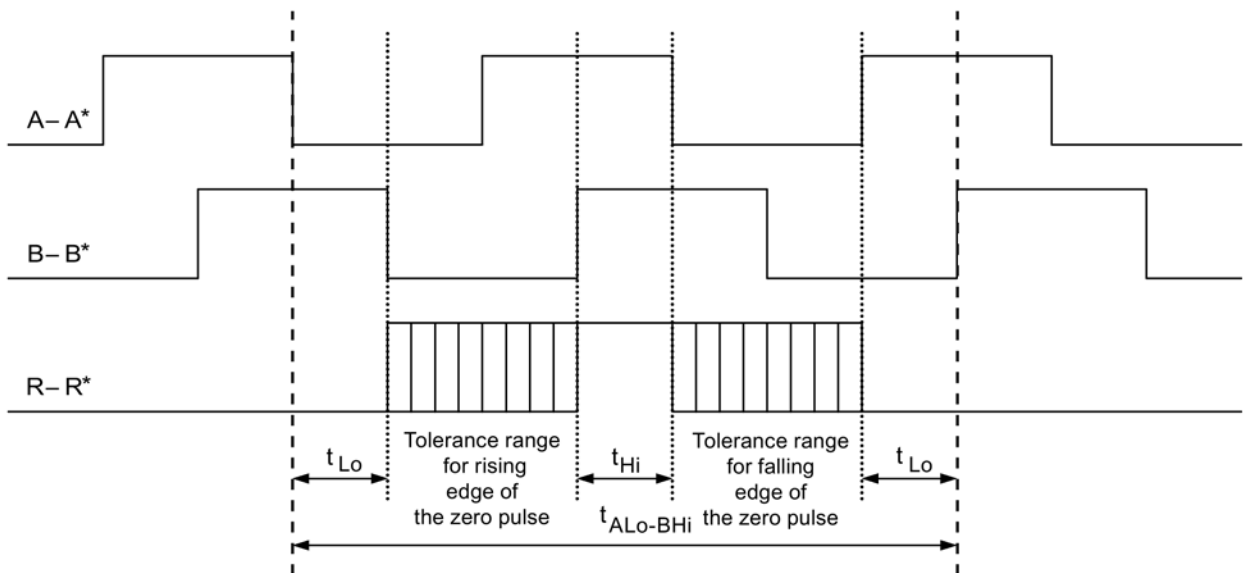 A–A*
B–B*
R–R*
t Lo
Tolerance range
for rising
edge of
the zero pulse
t Hi
Tolerance range
for falling
edge of
the zero pulse
t Lo
t ALo-BHi